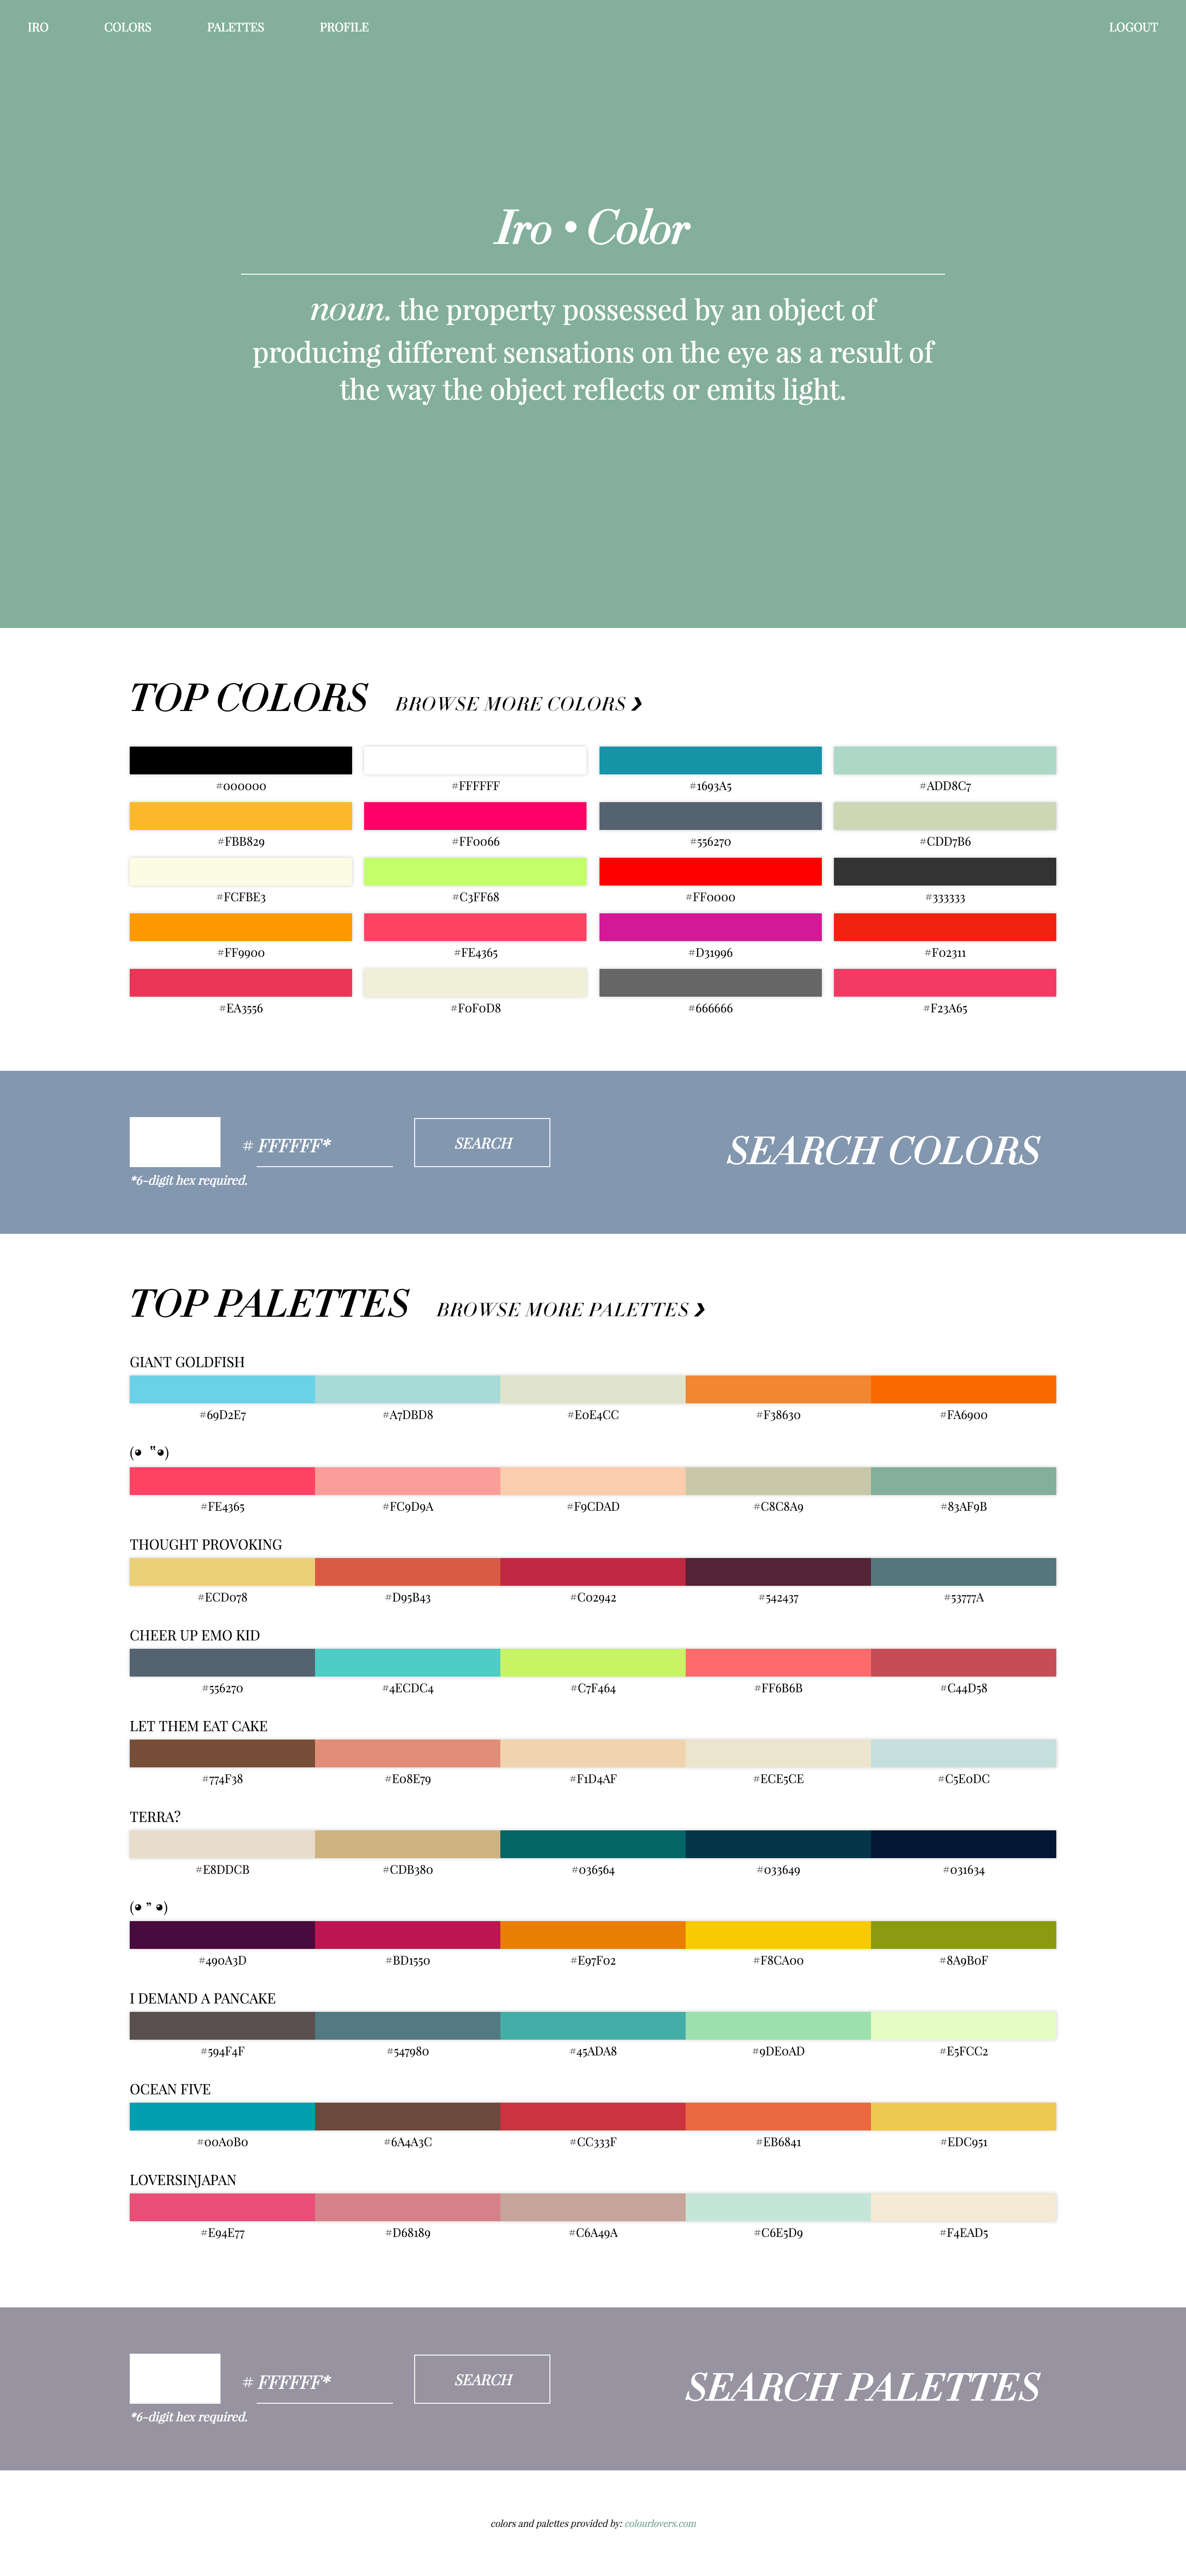 IRO COLORS PALETTES PROFILE LOGOUT
Iro • Color
noun. the property possessed by an object of
producing different sensations on the eye as a result of
the way the object reflects or emits light.
TOP COLORS BROWSE MORE COLORS ❯
#000000 #FFFFFF #1693A5 #ADD8C7
#FBB829 #FF0066 #556270 #CDD7B6
#FCFBE3 #C3FF68 #FF0000 #333333
#FF9900 #FE4365 #D31996 #F02311
#EA3556 #F0F0D8 #666666 #F23A65
# FFFFFF* SEARCH SEARCH COLORS
*6-digit hex required.
TOP PALETTES BROWSE MORE PALETTES ❯
GIANT GOLDFISH
#69D2E7 #A7DBD8 #E0E4CC #F38630 #FA6900
(◕ ‟◕)
#FE4365 #FC9D9A #F9CDAD #C8C8A9 #83AF9B
THOUGHT PROVOKING
#ECD078 #D95B43 #C02942 #542437 #53777A
CHEER UP EMO KID
#556270 #4ECDC4 #C7F464 #FF6B6B #C44D58
LET THEM EAT CAKE
#774F38 #E08E79 #F1D4AF #ECE5CE #C5E0DC
TERRA?
#E8DDCB #CDB380 #036564 #033649 #031634
(◕ ” ◕)
#490A3D #BD1550 #E97F02 #F8CA00 #8A9B0F
I DEMAND A PANCAKE
#594F4F #547980 #45ADA8 #9DE0AD #E5FCC2
OCEAN FIVE
#00A0B0 #6A4A3C #CC333F #EB6841 #EDC951
LOVERSINJAPAN
#E94E77 #D68189 #C6A49A #C6E5D9 #F4EAD5
# FFFFFF* SEARCH SEARCH PALETTES
*6-digit hex required.
colors and palettes provided by: colourlovers.com